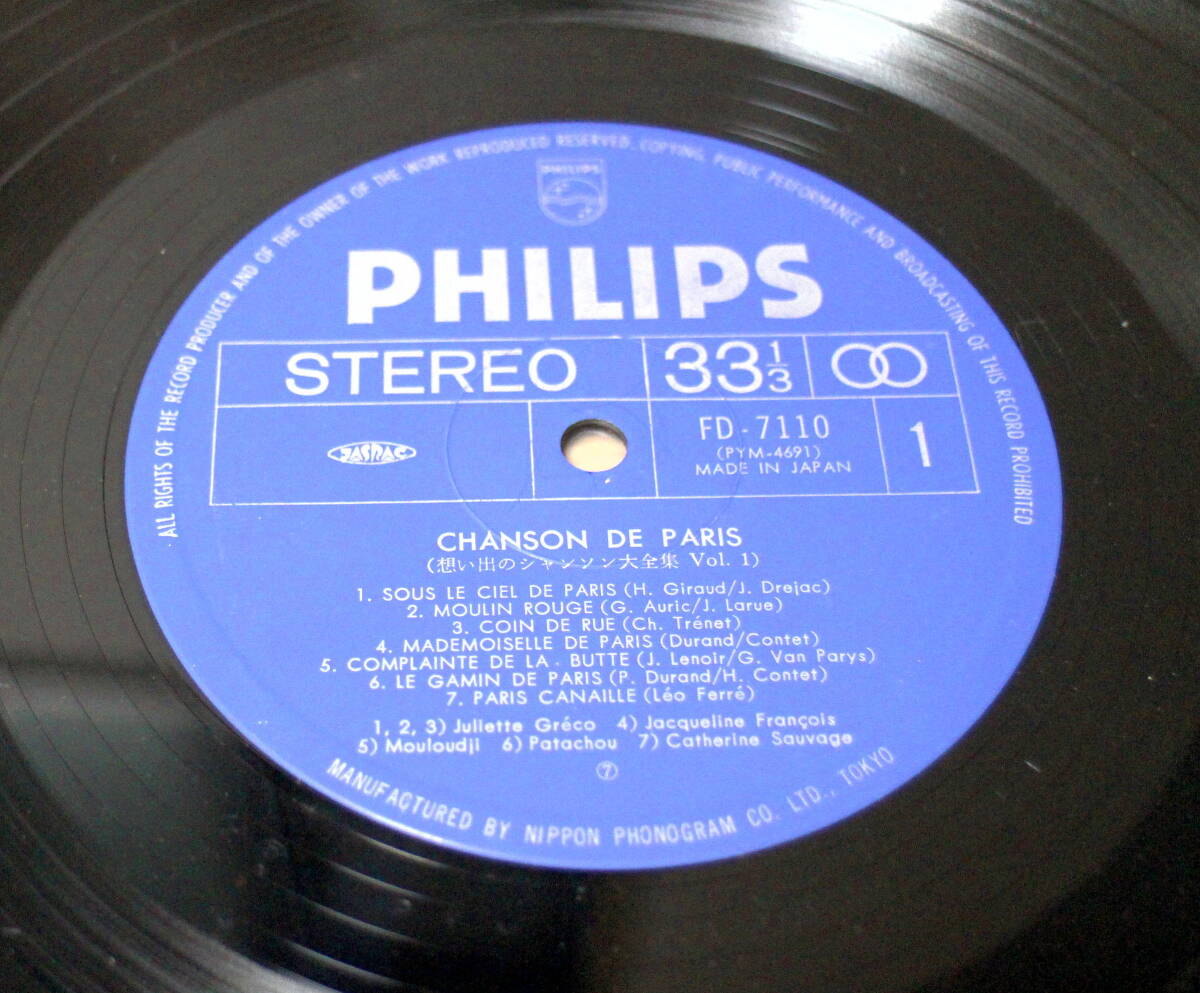 ALL RIGHTS OF THE RECORD PRODUCER AND OF THE OWNER OF THE WORK REPRODUCED RESERVED. COPYING, PUBLIC PERFORMANCE AND BROADCASTING OF THIS RECORD PROHIBITED
PHILIPS
PHILIPS
STEREO 33 1/3
JASRAC FD-7110 1
(PYM-4691)
MADE IN JAPAN
CHANSON DE PARIS
(想い出のシャンソン大全集 Vol. 1)
1. SOUS LE CIEL DE PARIS (H. Giraud/J. Drejac)
2. MOULIN ROUGE (G. Auric/J. Larue)
3. COIN DE RUE (Ch. Trénet)
4. MADEMOISELLE DE PARIS (Durand/Contet)
5. COMPLAINTE DE LA BUTTE (J. Lenoir/G. Van Parys)
6. LE GAMIN DE PARIS (P. Durand/H. Contet)
7. PARIS CANAILLE (Léo Ferré)
1, 2, 3) Juliette Gréco 4) Jacqueline François
5) Mouloudji 6) Patachou 7) Catherine Sauvage
⑦
MANUFACTURED BY NIPPON PHONOGRAM CO. LTD., TOKYO